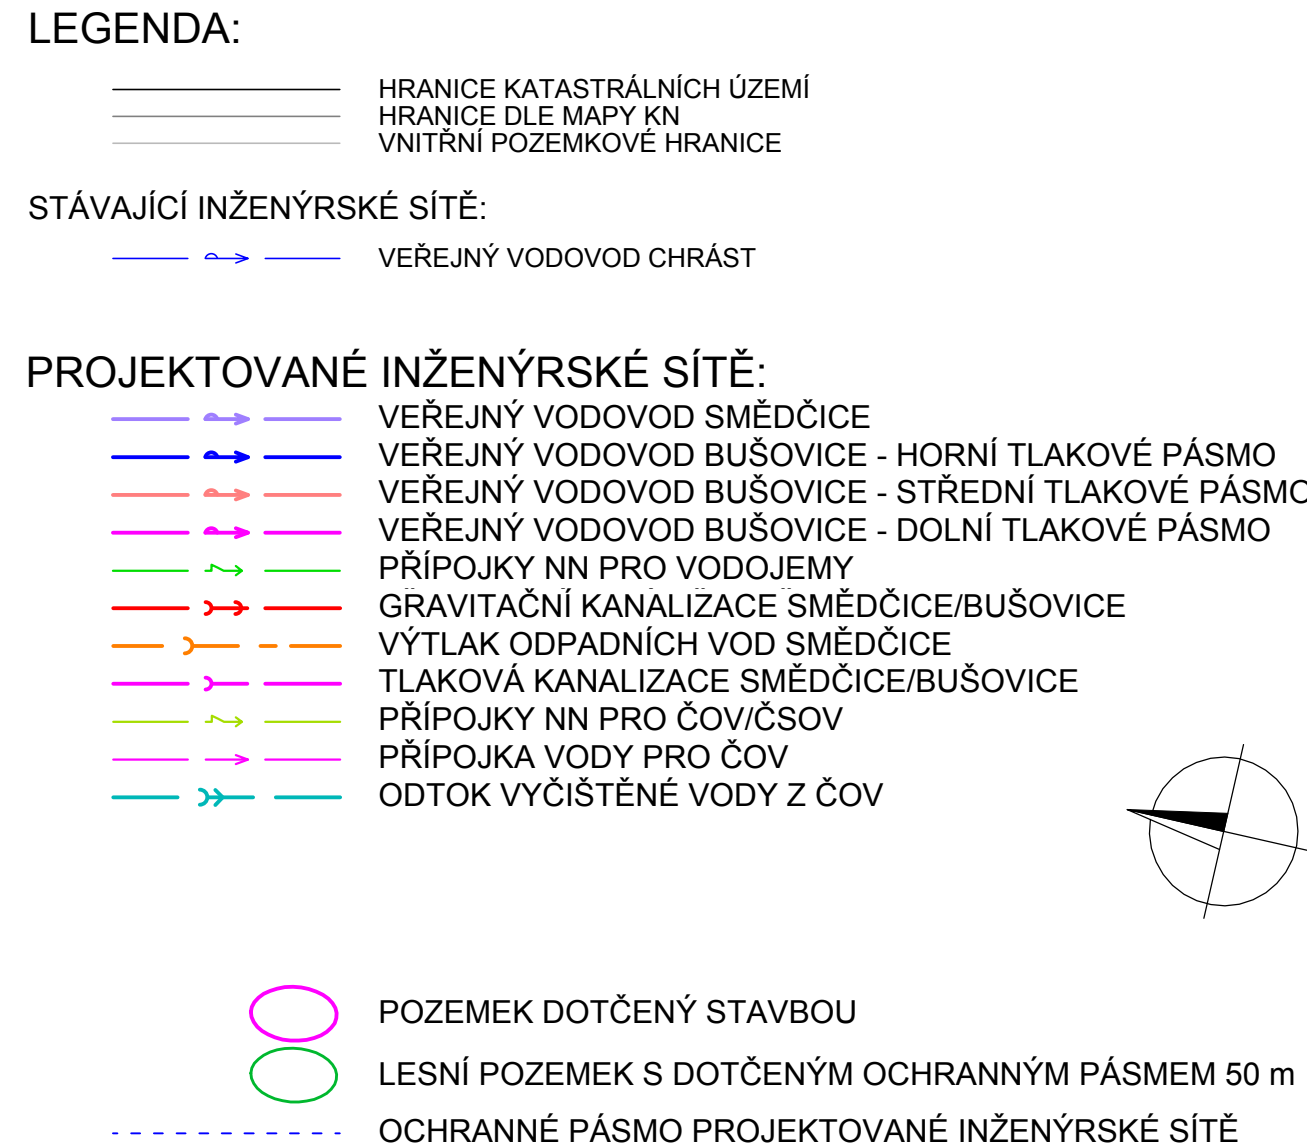 LEGENDA:
HRANICE KATASTRÁLNÍCH ÚZEMÍ
HRANICE DLE MAPY KN
VNITŘNÍ POZEMKOVÉ HRANICE
STÁVAJÍCÍ INŽENÝRSKÉ SÍTĚ:
VEŘEJNÝ VODOVOD CHRÁST
PROJEKTOVANÉ INŽENÝRSKÉ SÍTĚ:
VEŘEJNÝ VODOVOD SMĚDČICE
VEŘEJNÝ VODOVOD BUŠOVICE - HORNÍ TLAKOVÉ PÁSMO
VEŘEJNÝ VODOVOD BUŠOVICE - STŘEDNÍ TLAKOVÉ PÁSMO
VEŘEJNÝ VODOVOD BUŠOVICE - DOLNÍ TLAKOVÉ PÁSMO
PŘÍPOJKY NN PRO VODOJEMY
GRAVITAČNÍ KANALIZACE SMĚDČICE/BUŠOVICE
VÝTLAK ODPADNÍCH VOD SMĚDČICE
TLAKOVÁ KANALIZACE SMĚDČICE/BUŠOVICE
PŘÍPOJKY NN PRO ČOV/ČSOV
PŘÍPOJKA VODY PRO ČOV
ODTOK VYČIŠTĚNÉ VODY Z ČOV
POZEMEK DOTČENÝ STAVBOU
LESNÍ POZEMEK S DOTČENÝM OCHRANNÝM PÁSMEM 50 m
OCHRANNÉ PÁSMO PROJEKTOVANÉ INŽENÝRSKÉ SÍTĚ